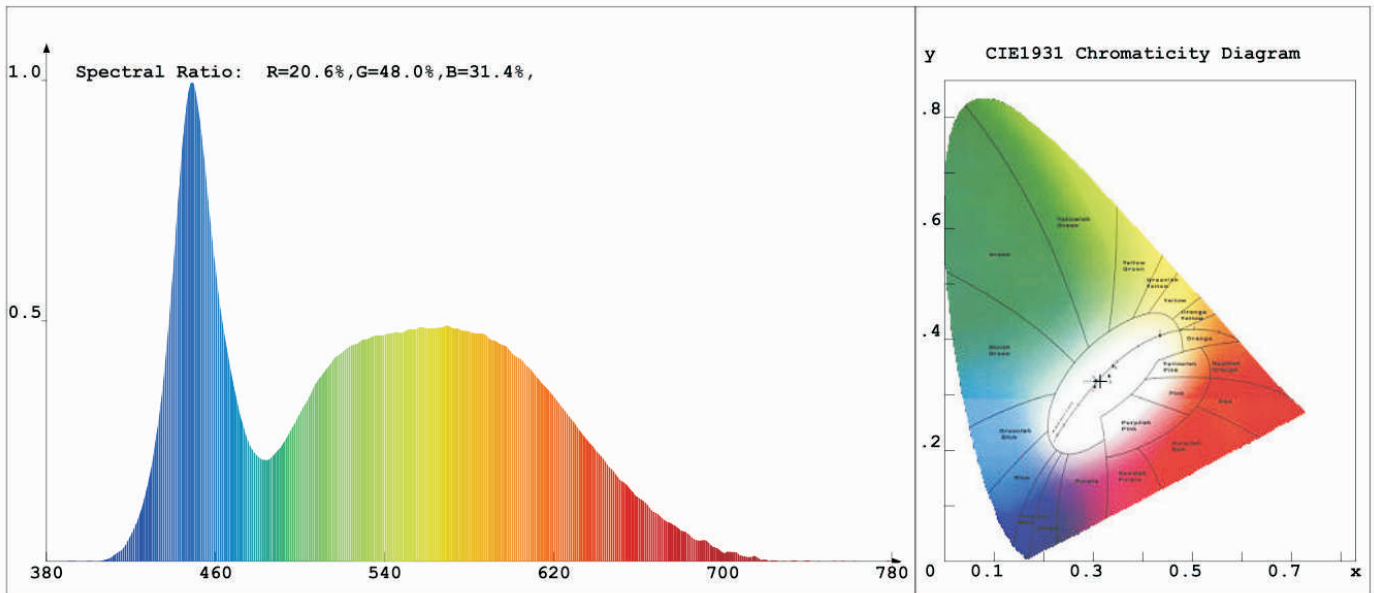 Spectral Ratio: R=20.6%,G=48.0%,B=31.4%,
1.0
0.5
380 460 540 620 700 780
y CIE1931 Chromaticity Diagram
.8
.6
.4
.2
0 0.1 0.3 0.5 0.7 x
Yellowish
Green
Green
Yellow
Green
Greenish
Yellow
Yellow
Orange
Yellow
Orange
Bluish
Green
Yellowish
Pink
Reddish
Orange
Pink
Red
Purplish
Pink
Greenish
Blue
Purplish
Red
Blue
Purple
Reddish
Purple